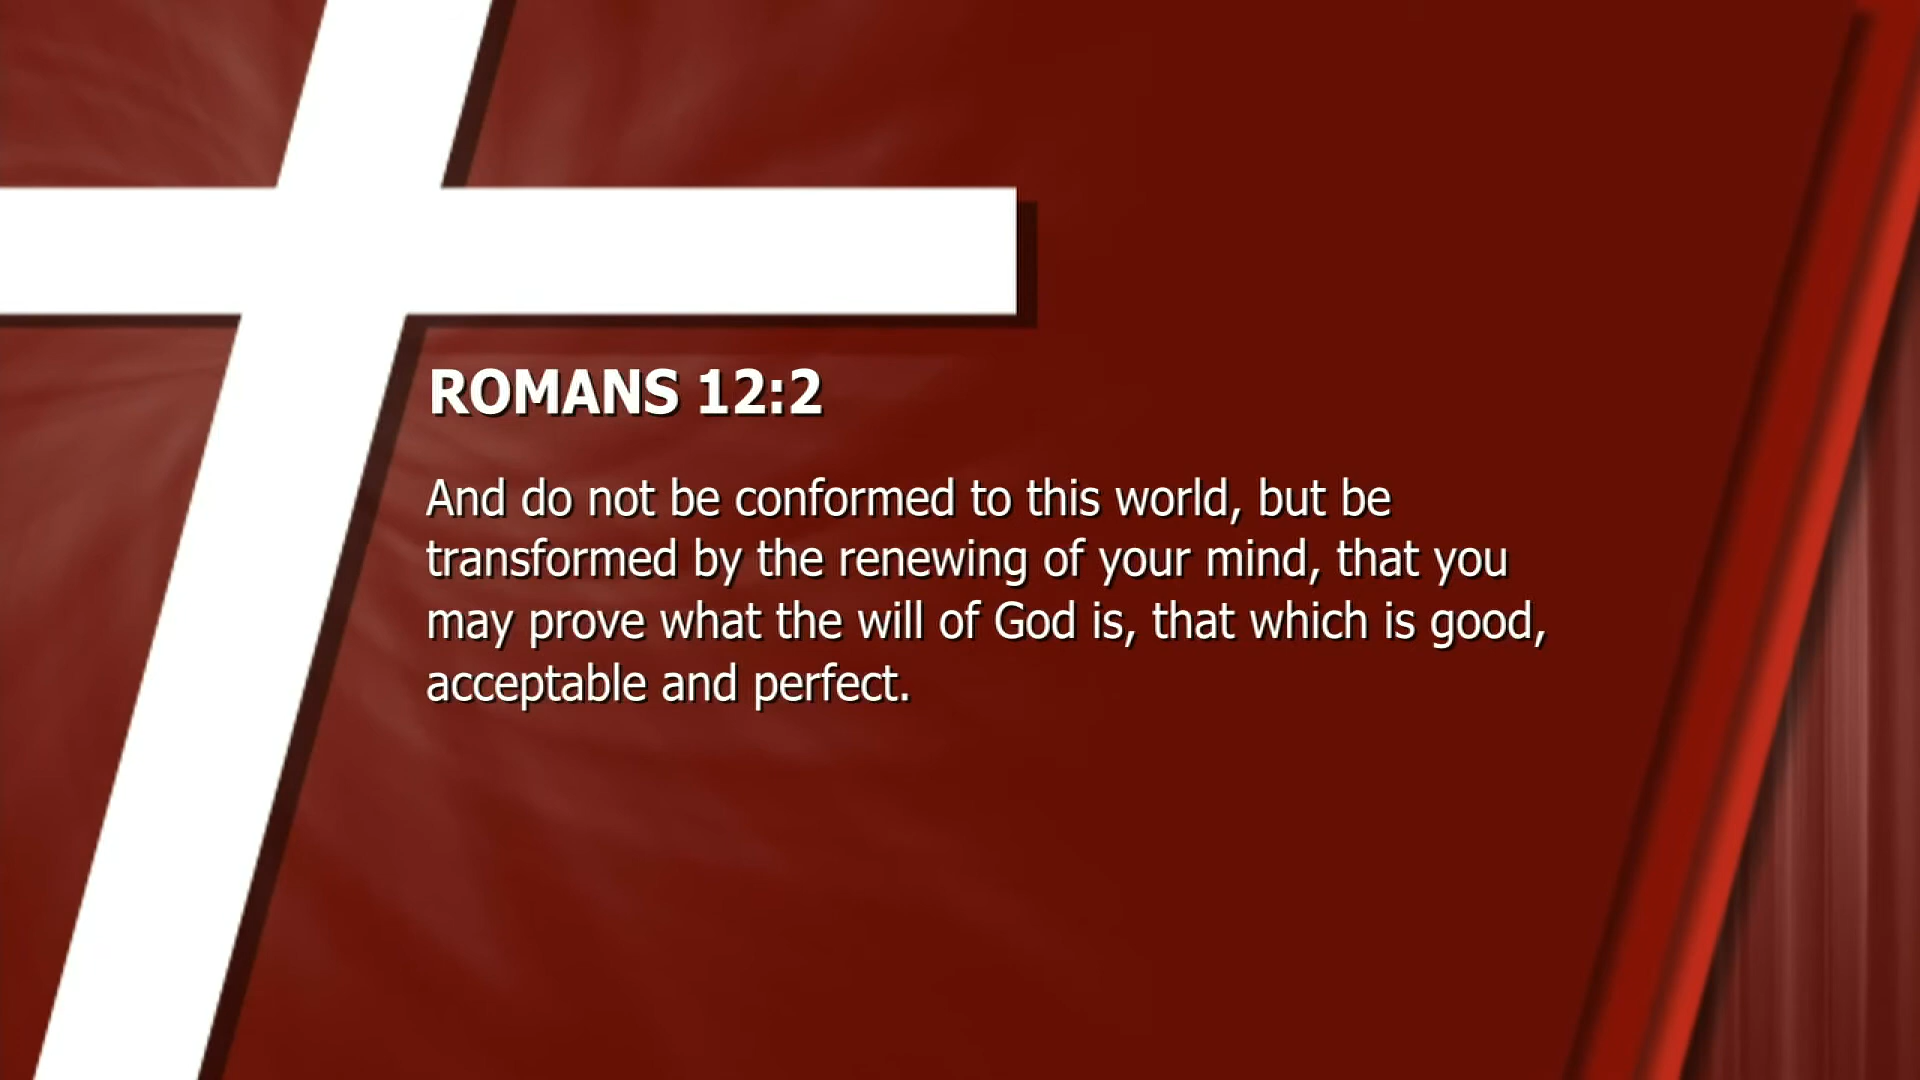 ROMANS 12:2
And do not be conformed to this world, but be
transformed by the renewing of your mind, that you
may prove what the will of God is, that which is good,
acceptable and perfect.